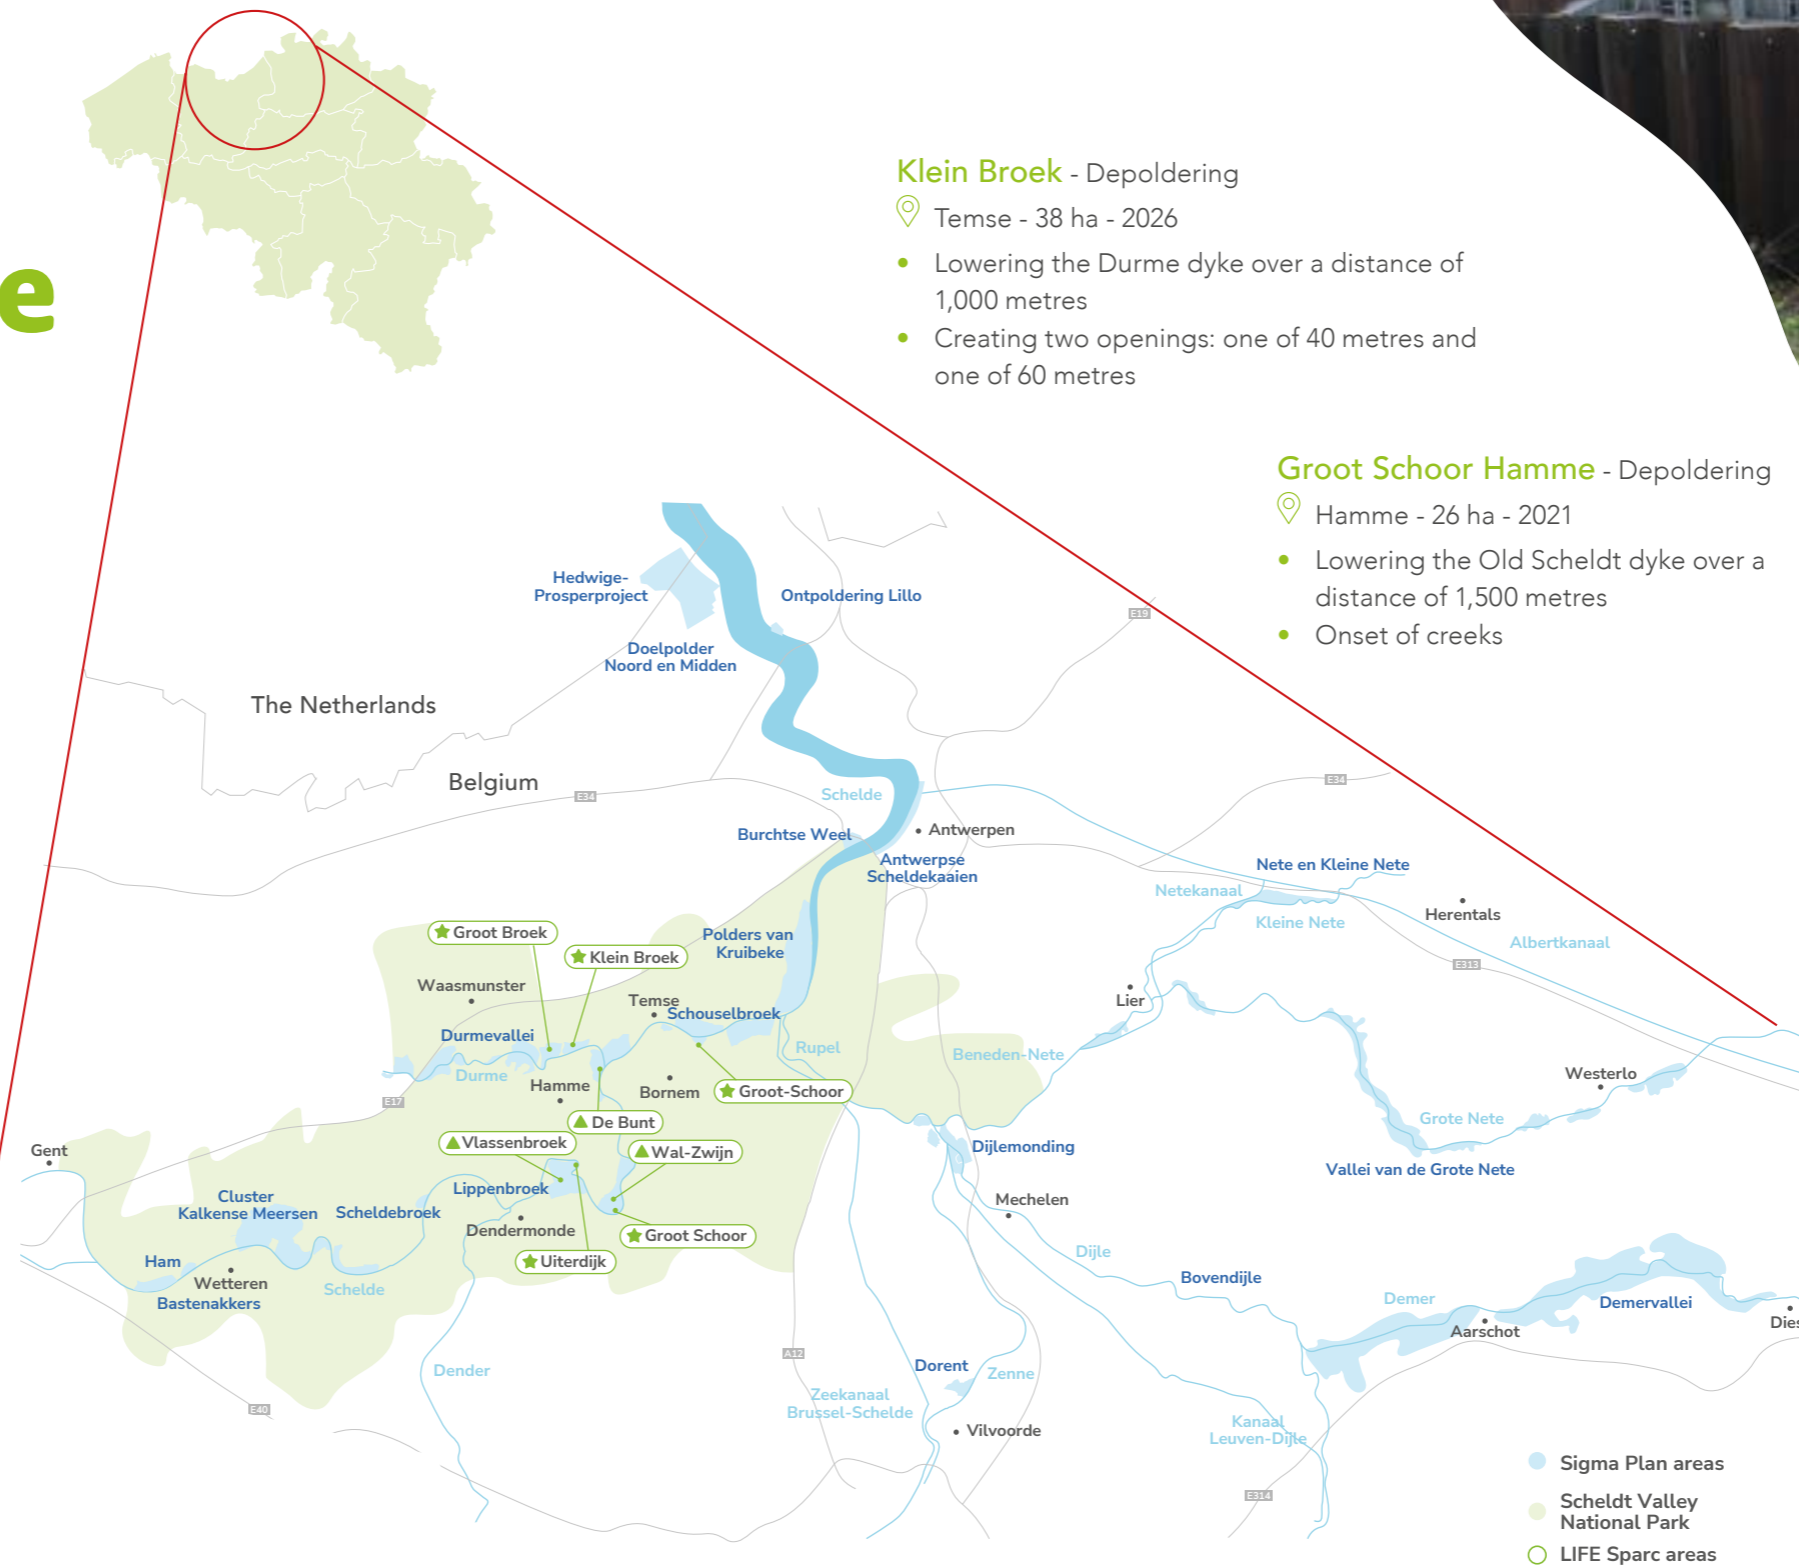 e
Klein Broek - Depoldering
Temse - 38 ha - 2026
• Lowering the Durme dyke over a distance of
1,000 metres
• Creating two openings: one of 40 metres and
one of 60 metres
Groot Schoor Hamme - Depoldering
Hamme - 26 ha - 2021
• Lowering the Old Scheldt dyke over a
distance of 1,500 metres
• Onset of creeks
Hedwige-
Prosperproject
Ontpoldering Lillo
E19
Doelpolder
Noord en Midden
The Netherlands
Belgium
E34
E34
Schelde
Burchtse Weel
Antwerpen
Antwerpse
Scheldekaaien
Nete en Kleine Nete
Netekanaal
Kleine Nete
Herentals
Albertkanaal
E313
Groot Broek
Klein Broek
Polders van
Kruibeke
Waasmunster
Temse
Schouselbroek
Lier
Durmevallei
Rupel
Beneden-Nete
Durme
Hamme
Bornem
Groot-Schoor
Westerlo
E17
Grote Nete
De Bunt
Vlassenbroek
Wal-Zwijn
Dijlemonding
Gent
Vallei van de Grote Nete
Lippenbroek
Cluster
Kalkense Meersen
Scheldebroek
Mechelen
Dendermonde
Groot Schoor
Uiterdijk
Dijle
Ham
Wetteren
Bastenakkers
Schelde
Bovendijle
Demer
Demervallei
Aarschot
Dies
A12
Dender
Dorent
Zenne
Zeekanaal
Brussel-Schelde
E40
Vilvoorde
Kanaal
Leuven-Dijle
E314
Sigma Plan areas
Scheldt Valley
National Park
LIFE Sparc areas